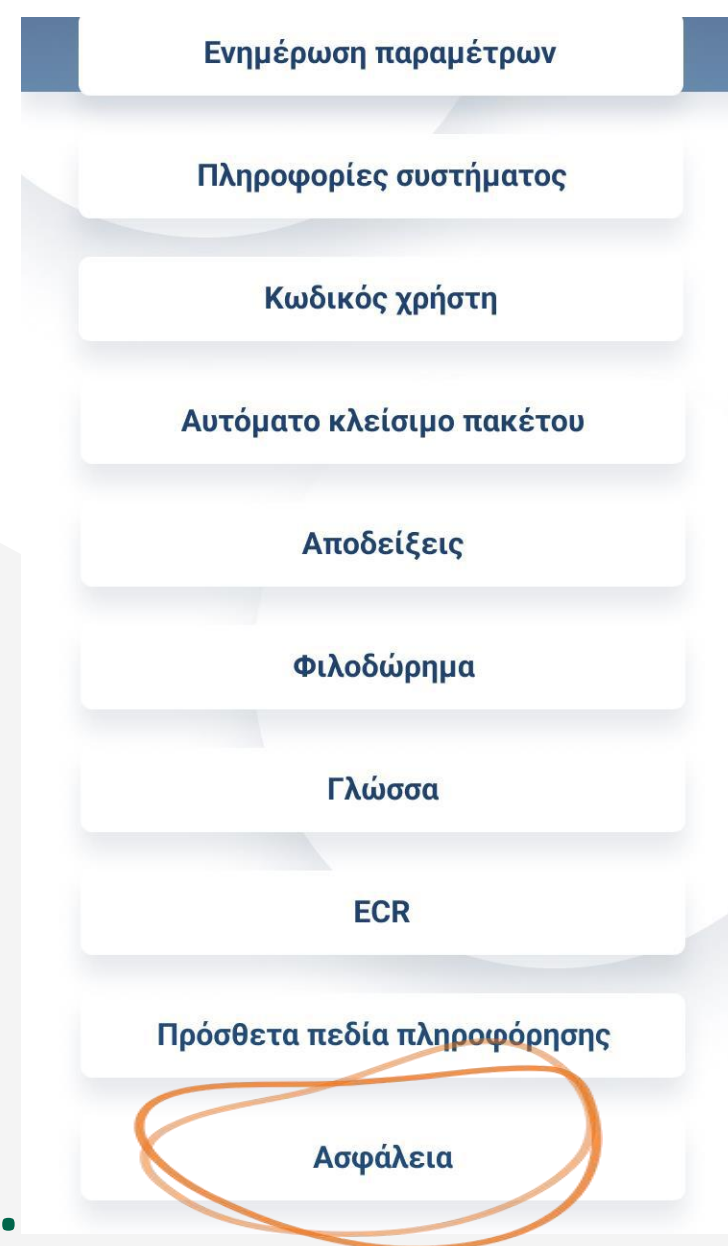 Ενημέρωση παραμέτρων
Πληροφορίες συστήματος
Κωδικός χρήστη
Αυτόματο κλείσιμο πακέτου
Αποδείξεις
Φιλοδώρημα
Γλώσσα
ECR
Πρόσθετα πεδία πληροφόρησης
Ασφάλεια